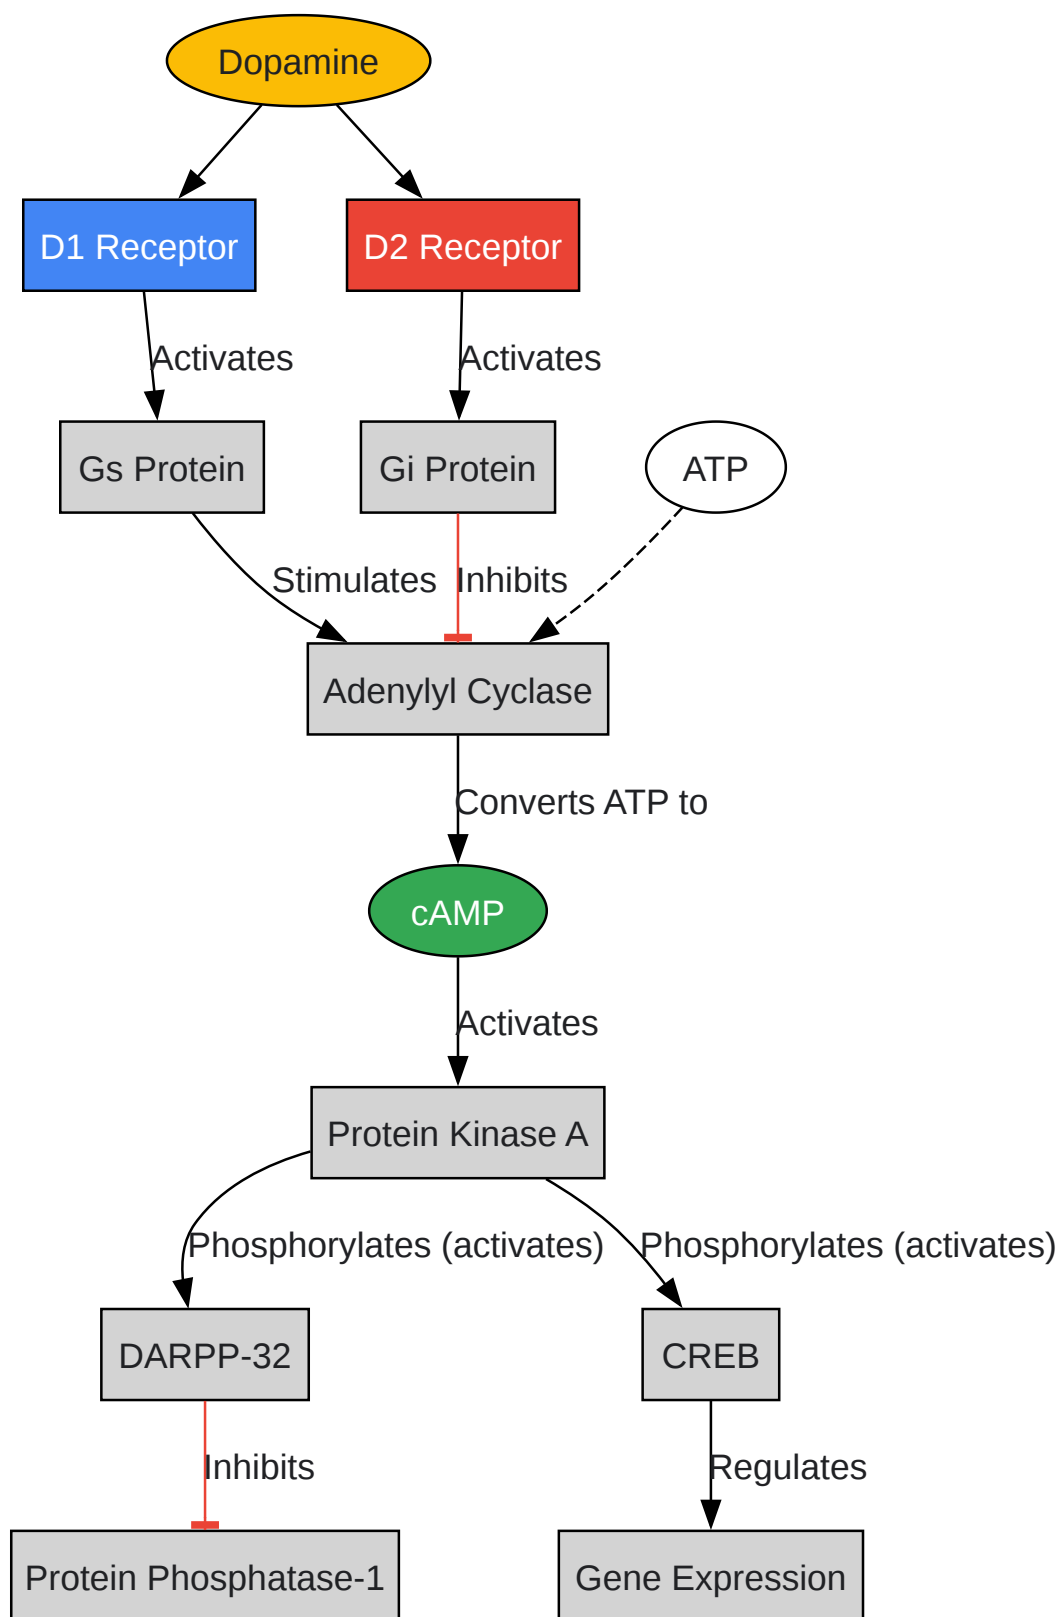 Dopamine
D1 Receptor
D2 Receptor
Activates
Activates
Gs Protein
Gi Protein
ATP
Stimulates
Inhibits
Adenylyl Cyclase
Converts ATP to
cAMP
Activates
Protein Kinase A
Phosphorylates (activates)
Phosphorylates (activates)
DARPP-32
CREB
Inhibits
Regulates
Protein Phosphatase-1
Gene Expression